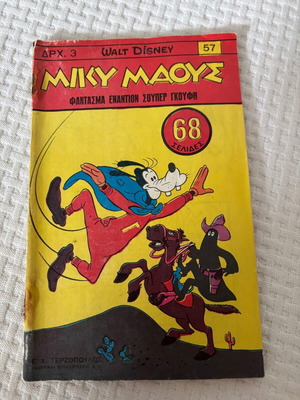 ΔΡΧ. 3
WALT DISNEY
57
ΜΙΚΥ ΜΑΟΥΣ
ΦΑΝΤΑΣΜΑ ΕΝΑΝΤΙΟΝ ΣΟΥΠΕΡ ΓΚΟΥΦΗ
68
ΣΕΛΙΔΕΣ
ΤΕΡΖΟΠΟΥΛΟΣ